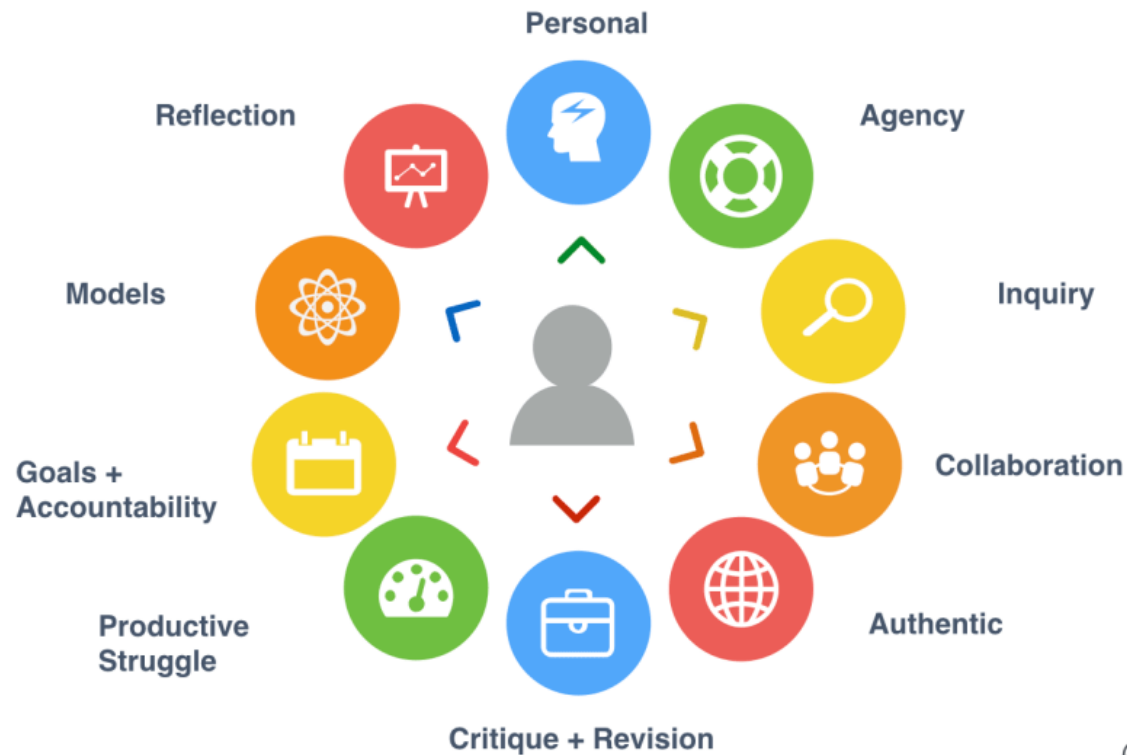 Personal
Reflection
Agency
Models
Inquiry
Goals +
Accountability
Collaboration
Productive
Struggle
Authentic
Critique + Revision